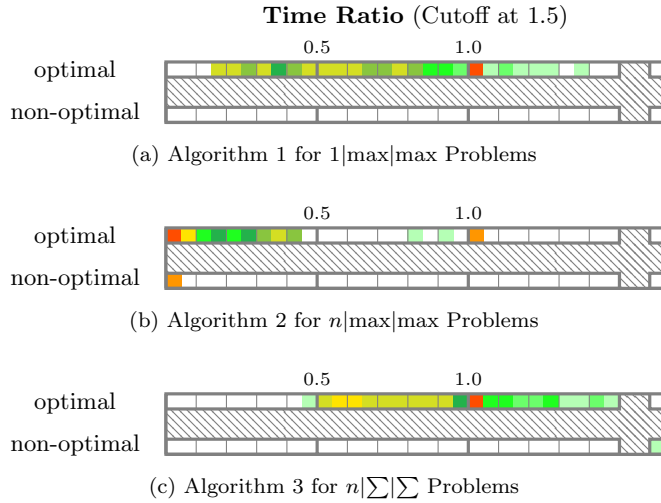 Time Ratio (Cutoff at 1.5)
0.5 1.0
optimal
non-optimal
(a) Algorithm 1 for 1|max|max Problems
0.5 1.0
optimal
non-optimal
(b) Algorithm 2 for n|max|max Problems
0.5 1.0
optimal
non-optimal
(c) Algorithm 3 for n|∑|∑ Problems